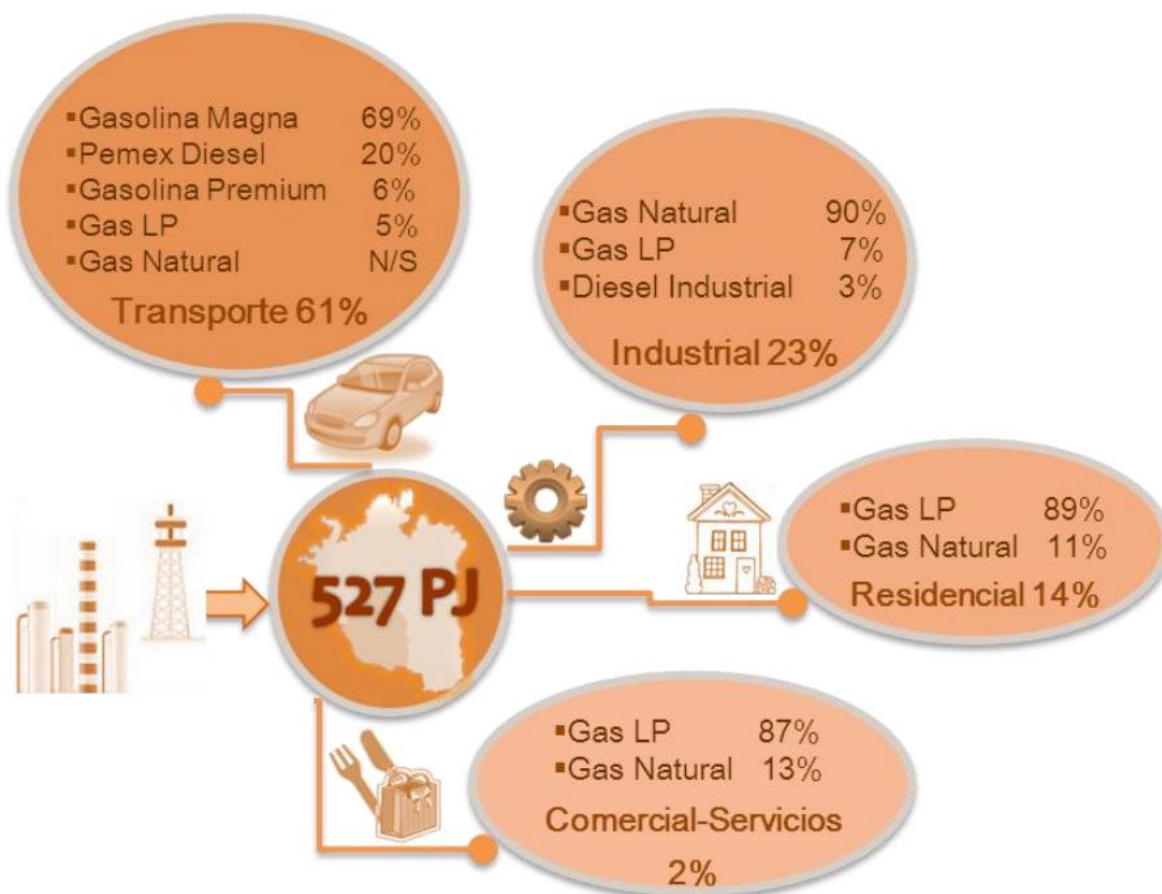 ▪Gasolina Magna 69%
▪Pemex Diesel 20%
▪Gasolina Premium 6%
▪Gas LP 5%
▪Gas Natural N/S
Transporte 61%
▪Gas Natural 90%
▪Gas LP 7%
▪Diesel Industrial 3%
Industrial 23%
527 PJ
▪Gas LP 89%
▪Gas Natural 11%
Residencial 14%
▪Gas LP 87%
▪Gas Natural 13%
Comercial-Servicios
2%